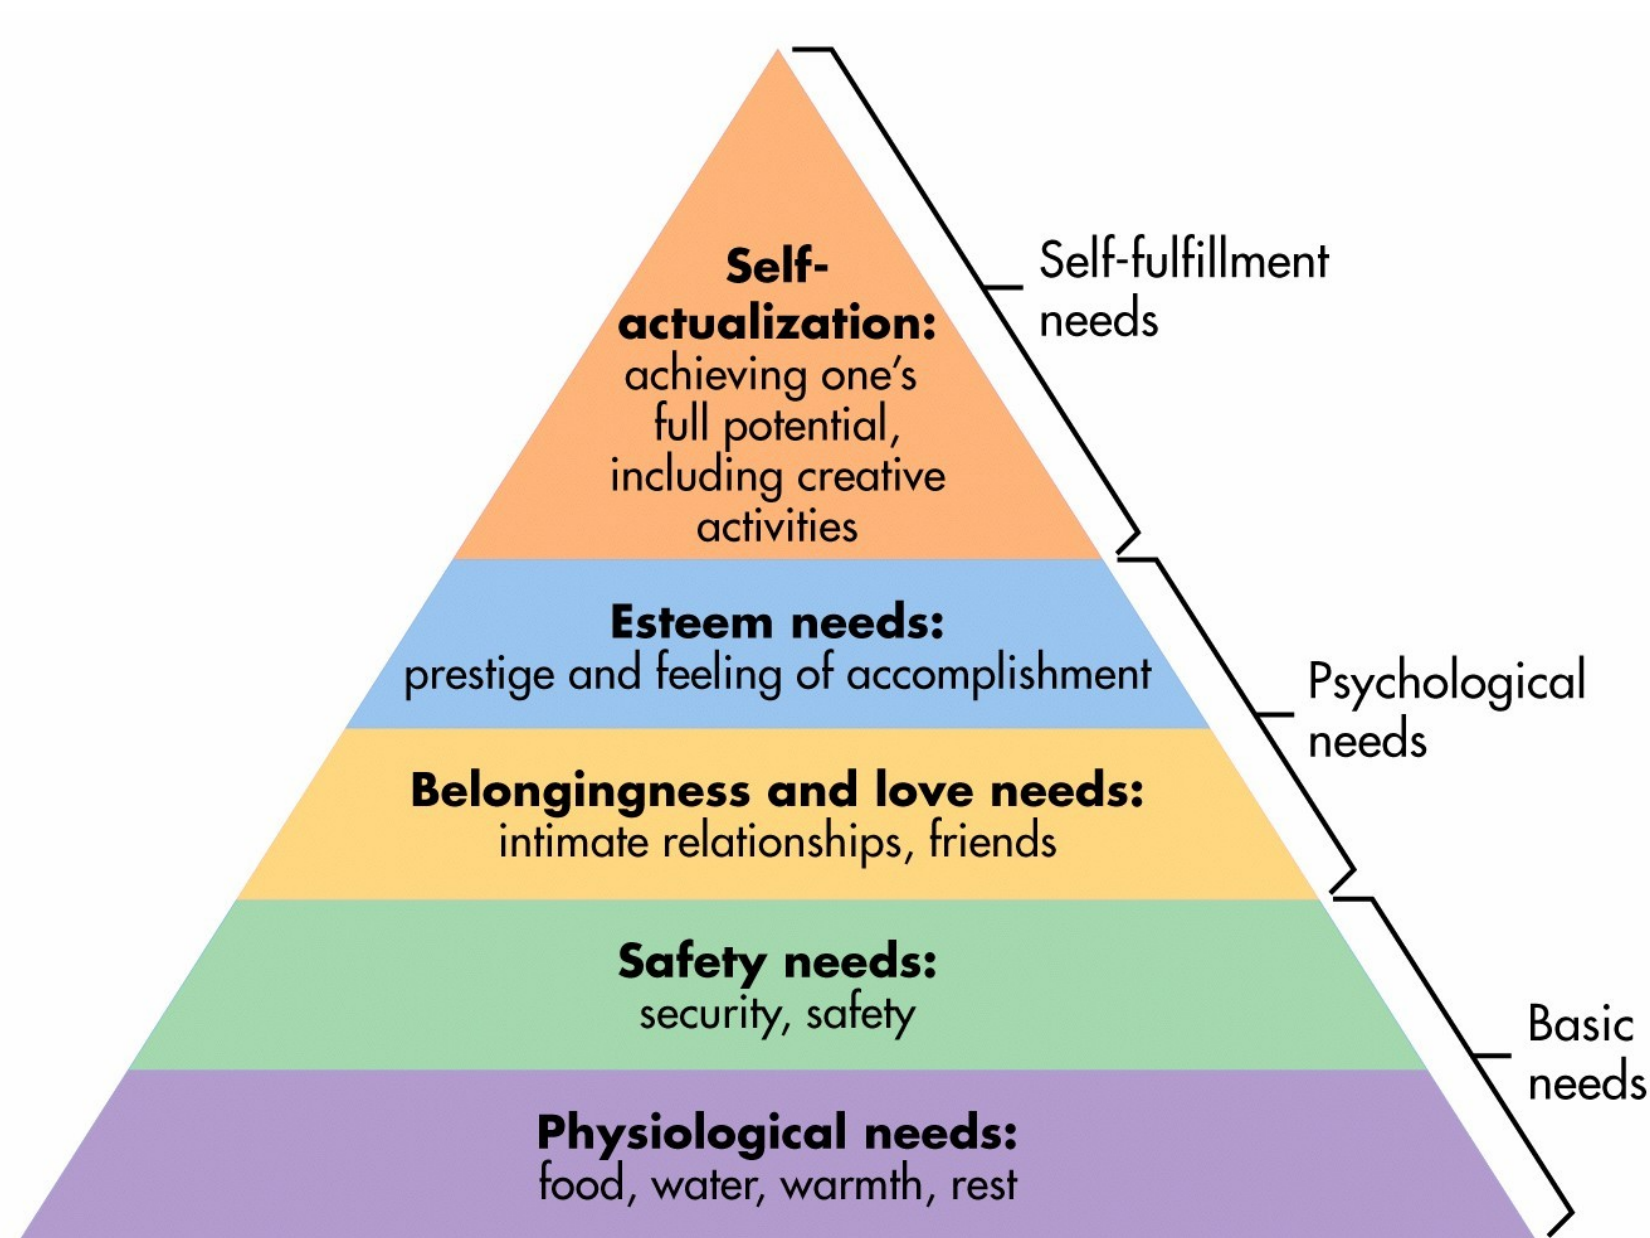 Self-
actualization:
achieving one’s
full potential,
including creative
activities
Self-fulfillment
needs
Esteem needs:
prestige and feeling of accomplishment
Psychological
needs
Belongingness and love needs:
intimate relationships, friends
Safety needs:
security, safety
Basic
needs
Physiological needs:
food, water, warmth, rest